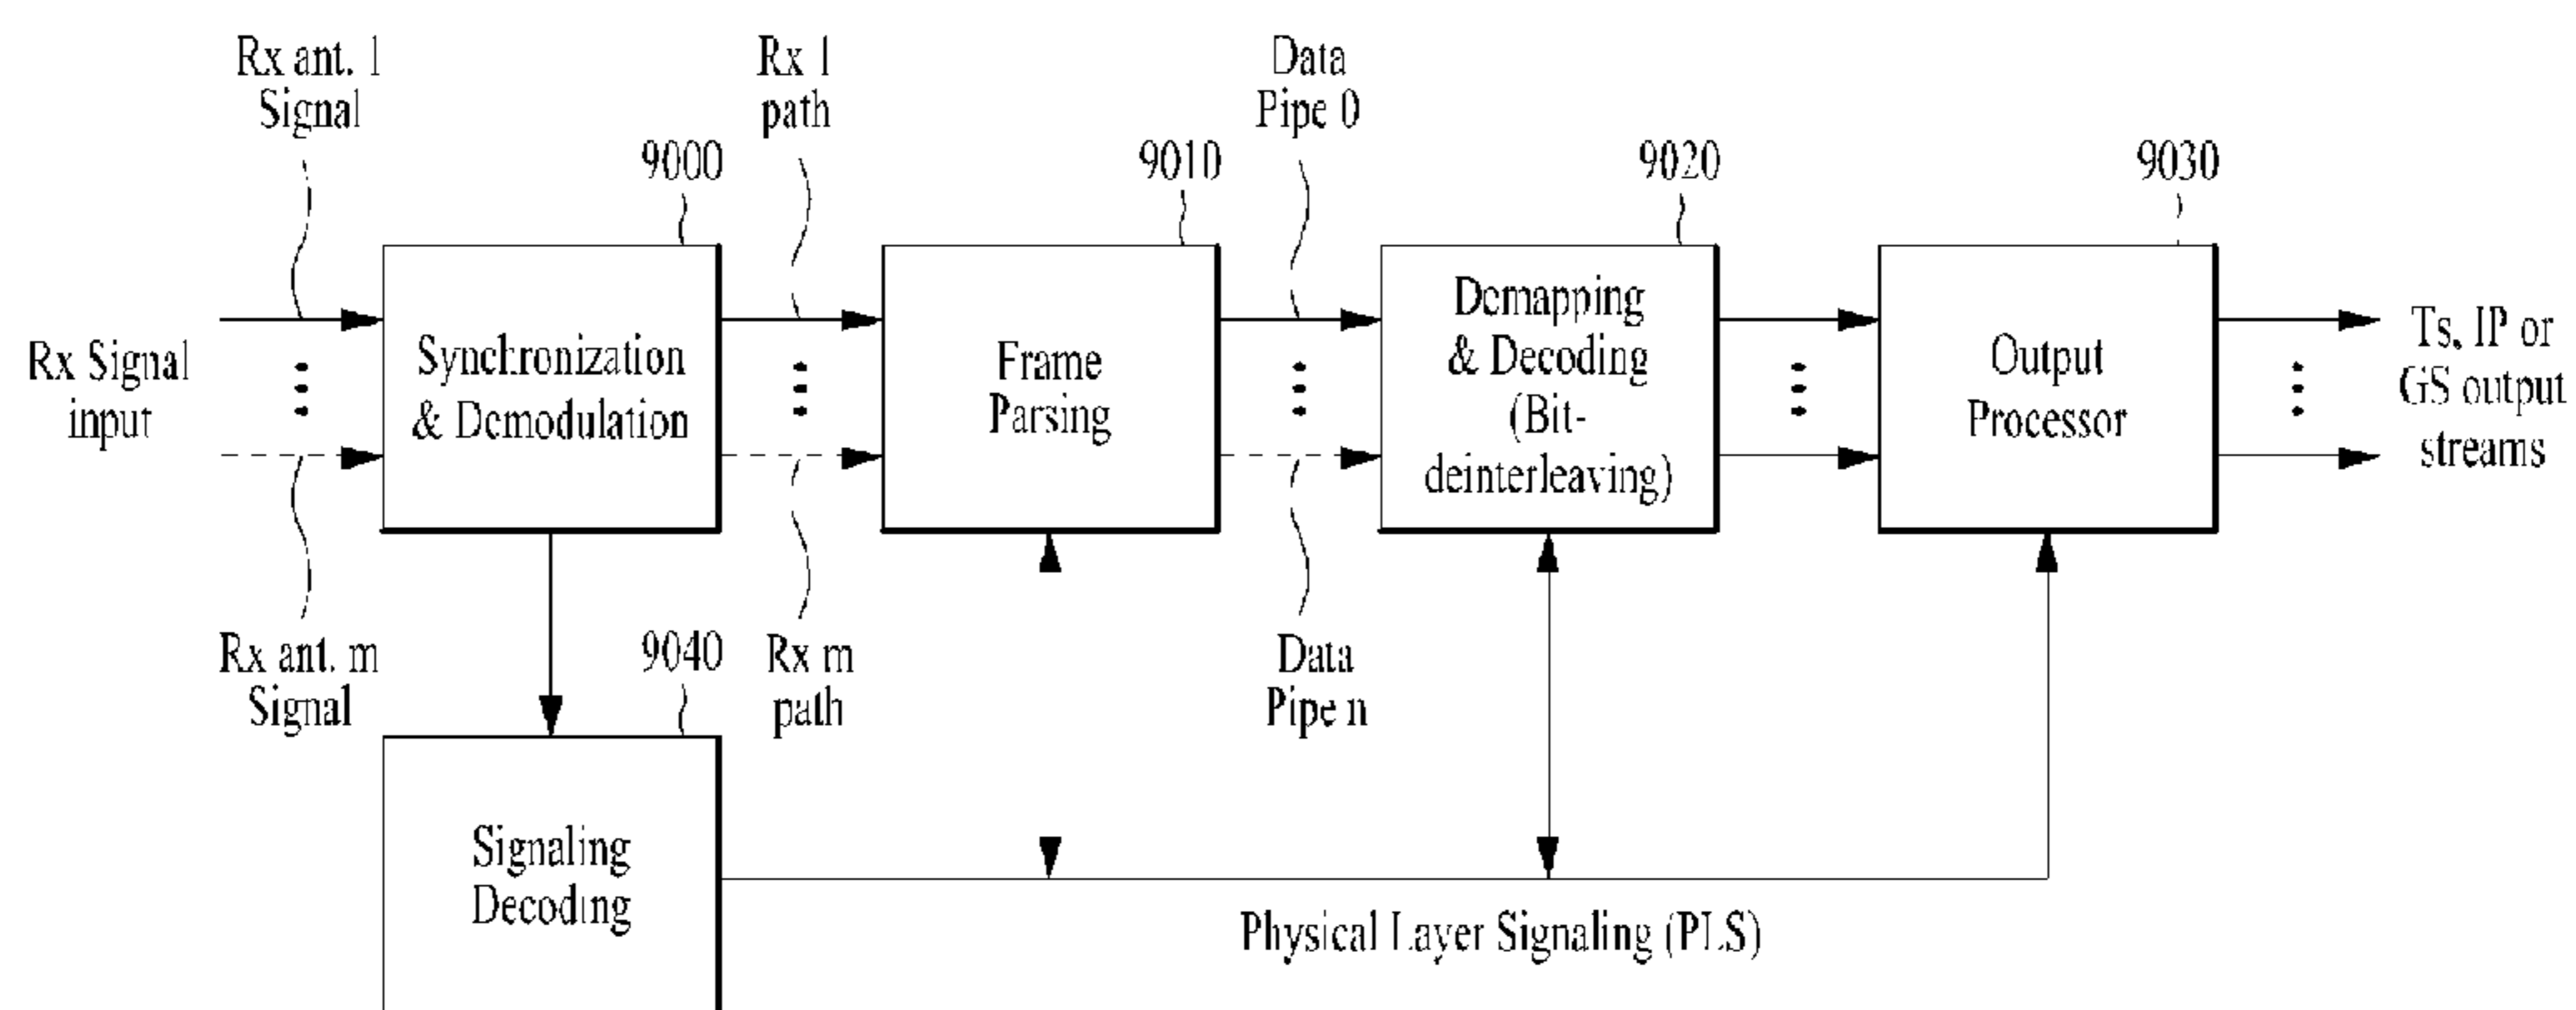 Rx ant. 1
Signal
Rx 1
path
Data
Pipe 0
9000
9010
9020
9030
Rx Signal
input
Synchronization
& Demodulation
Frame
Parsing
Demapping
& Decoding
(Bit-
deinterleaving)
Output
Processor
Ts, IP or
GS output
streams
Rx ant. m
Signal
9040
Rx m
path
Data
Pipe n
Signaling
Decoding
Physical Layer Signaling (PLS)